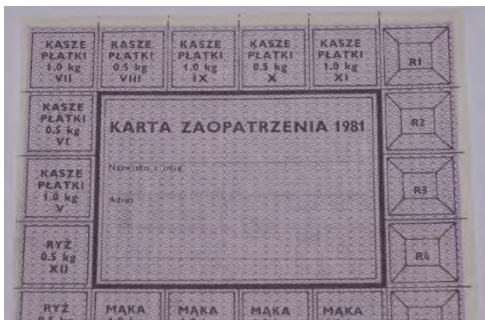 KASZE
PŁATKI
1.0 kg
VII
KASZE
PŁATKI
0.5 kg
VIII
KASZE
PŁATKI
1.0 kg
IX
KASZE
PŁATKI
0.5 kg
X
KASZE
PŁATKI
1.0 kg
XI
R1
KASZE
PŁATKI
0.5 kg
VI
KARTA ZAOPATRZENIA 1981
R2
Nazwisko i imię
KASZE
PŁATKI
1.0 kg
V
Adres
R3
RYŻ
0.5 kg
XII
R4
RYŻ
MĄKA
MĄKA
MĄKA
MĄKA